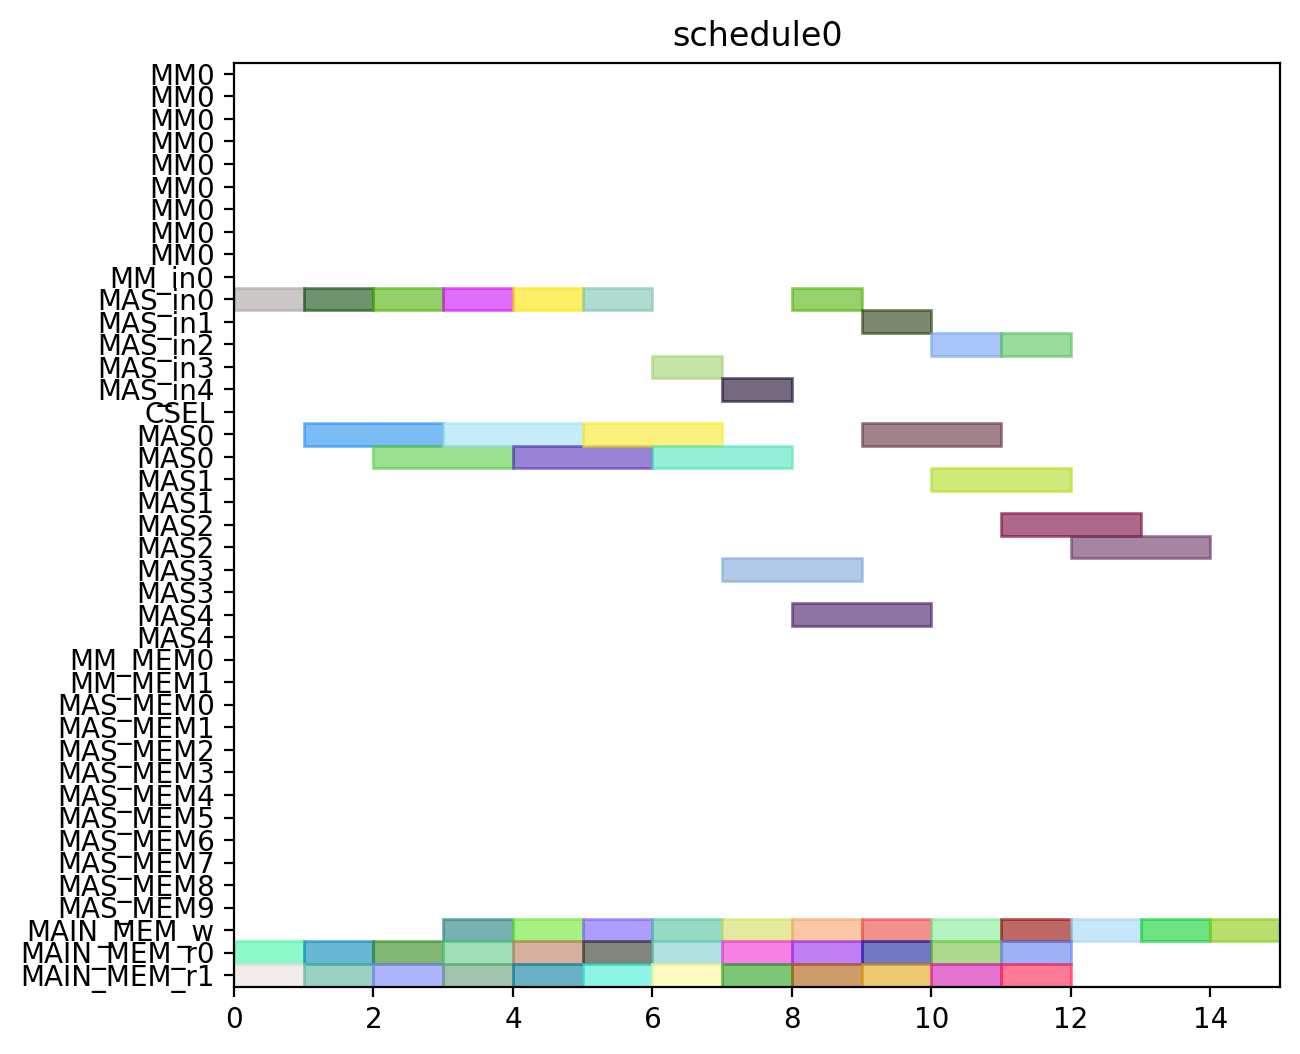 schedule0
MM0
MM0
MM0
MM0
MM0
MM0
MM0
MM0
MM0
MM_in0
MAS_in0
MAS_in1
MAS_in2
MAS_in3
MAS_in4
CSEL
MAS0
MAS0
MAS1
MAS1
MAS2
MAS2
MAS3
MAS3
MAS4
MAS4
MM_MEM0
MM_MEM1
MAS_MEM0
MAS_MEM1
MAS_MEM2
MAS_MEM3
MAS_MEM4
MAS_MEM5
MAS_MEM6
MAS_MEM7
MAS_MEM8
MAS_MEM9
MAIN_MEM_w
MAIN_MEM_r0
MAIN_MEM_r1
0 2 4 6 8 10 12 14